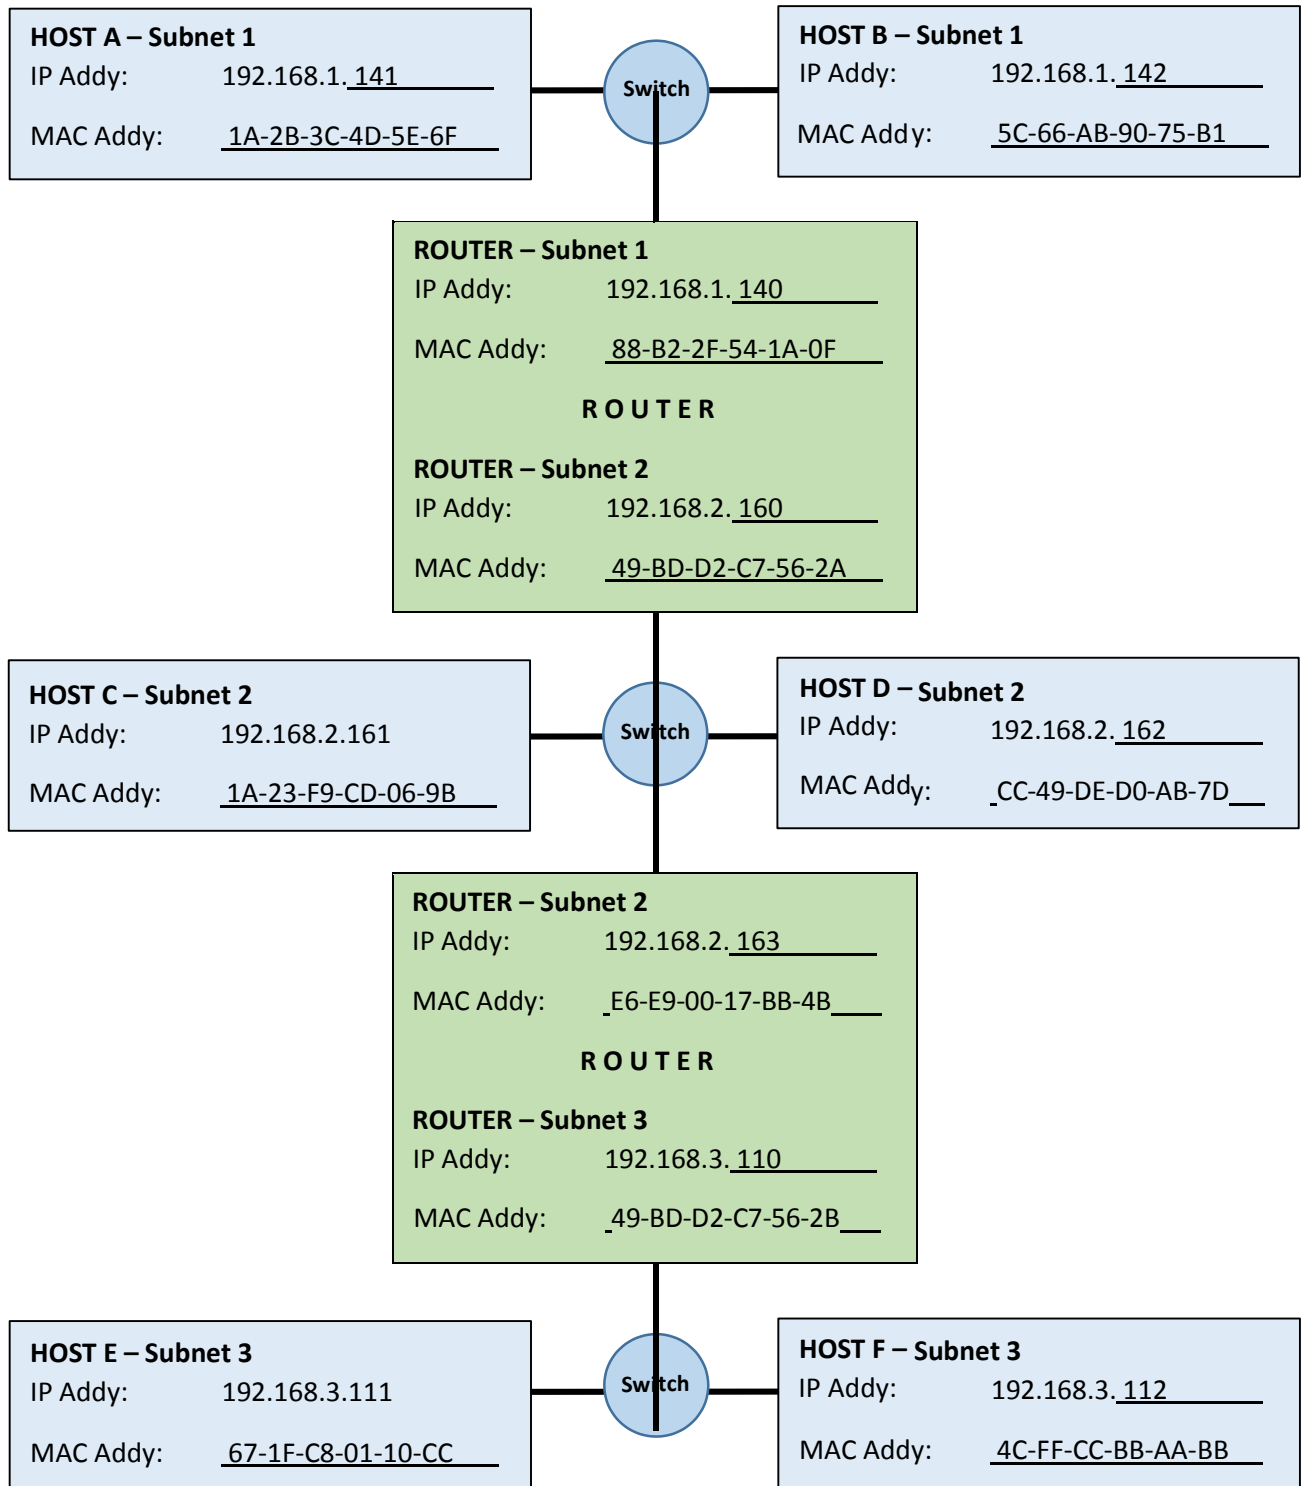 HOST A – Subnet 1
IP Addy: 192.168.1. 141
MAC Addy: 1A-2B-3C-4D-5E-6F
Switch
HOST B – Subnet 1
IP Addy: 192.168.1. 142
MAC Addy: 5C-66-AB-90-75-B1
ROUTER – Subnet 1
IP Addy: 192.168.1. 140
MAC Addy: 88-B2-2F-54-1A-0F
R O U T E R
ROUTER – Subnet 2
IP Addy: 192.168.2. 160
MAC Addy: 49-BD-D2-C7-56-2A
HOST C – Subnet 2
IP Addy: 192.168.2.161
MAC Addy: 1A-23-F9-CD-06-9B
Switch
HOST D – Subnet 2
IP Addy: 192.168.2. 162
MAC Addy: CC-49-DE-D0-AB-7D
ROUTER – Subnet 2
IP Addy: 192.168.2. 163
MAC Addy: E6-E9-00-17-BB-4B
R O U T E R
ROUTER – Subnet 3
IP Addy: 192.168.3. 110
MAC Addy: 49-BD-D2-C7-56-2B
HOST E – Subnet 3
IP Addy: 192.168.3.111
MAC Addy: 67-1F-C8-01-10-CC
Switch
HOST F – Subnet 3
IP Addy: 192.168.3. 112
MAC Addy: 4C-FF-CC-BB-AA-BB